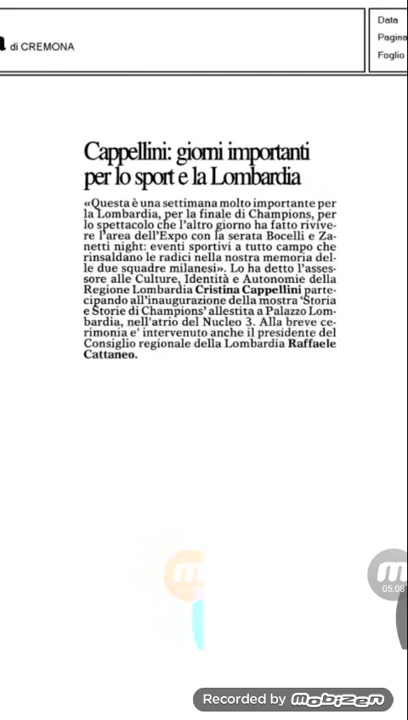 a di CREMONA
Data
Pagina
Foglio
Cappellini: giorni importanti
per lo sport e la Lombardia
«Questa è una settimana molto importante per
la Lombardia, per la finale di Champions, per
lo spettacolo che l'altro giorno ha fatto rivive-
re l'area dell'Expo con la serata Bocelli e Za-
netti night: eventi sportivi a tutto campo che
rinsaldano le radici nella nostra memoria del-
le due squadre milanesi». Lo ha detto l'asses-
sore alle Culture, Identità e Autonomie della
Regione Lombardia Cristina Cappellini parte-
cipando all'inaugurazione della mostra 'Storia
e Storie di Champions' allestita a Palazzo Lom-
bardia, nell'atrio del Nucleo 3. Alla breve ce-
rimonia e' intervenuto anche il presidente del
Consiglio regionale della Lombardia Raffaele
Cattaneo.
m
m
05:08
Recorded by mobizen